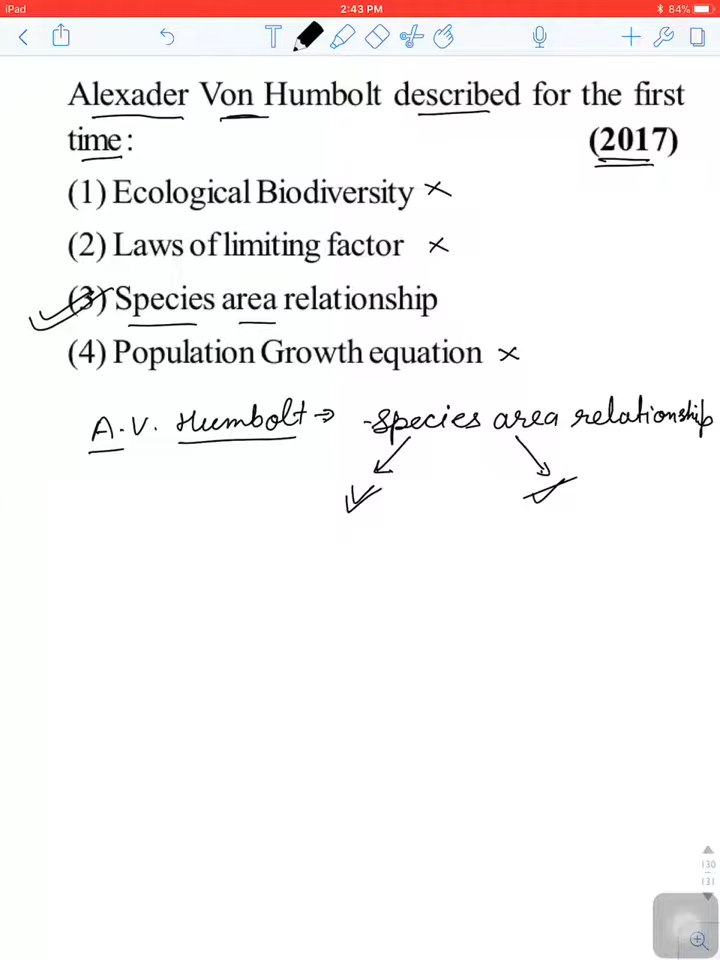 iPad 2:43 PM 84%
T
Alexader Von Humbolt described for the first
time: (2017)
(1) Ecological Biodiversity ×
(2) Laws of limiting factor ×
(3) Species area relationship
(4) Population Growth equation ×
A.V. Humbolt ⇒ -species area relationship
130
131